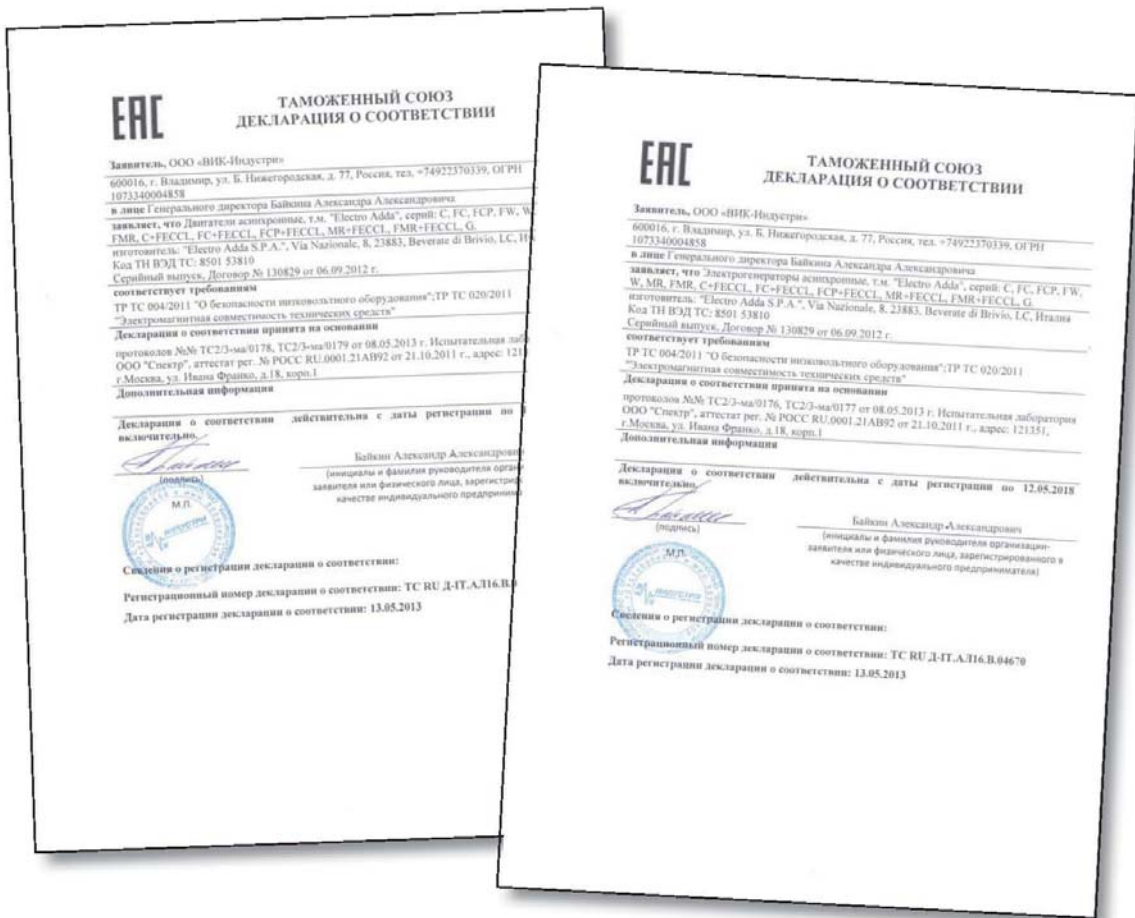 EAC
ТАМОЖЕННЫЙ СОЮЗ
ДЕКЛАРАЦИЯ О СООТВЕТСТВИИ
Заявитель, ООО «ВИК-Индустри»
600016, г. Владимир, ул. Б. Нижегородская, д. 77, Россия, тел. +74922370339, ОГРН
1073340004858
в лице Генерального директора Байкина Александра Александровича
заявляет, что Двигатели асинхронные, т.м. "Electro Adda", серий: C, FC, FCP, FW,
FMR, C+FECCL, FC+FECCL, FCP+FECCL, MR+FECCL, FMR+FECCL, G.
изготовитель: "Electro Adda S.P.A.", Via Nazionale, 8, 23883, Beverate di Brivio, LC,
Код ТН ВЭД ТС: 8501 53810
Серийный выпуск, Договор № 130829 от 06.09.2012 г.
соответствует требованиям
ТР ТС 004/2011 "О безопасности низковольтного оборудования";ТР ТС 020/2011
"Электромагнитная совместимость технических средств"
Декларация о соответствии принята на основании
протоколов №№ ТС2/3-ма/0178, ТС2/3-ма/0179 от 08.05.2013 г. Испытательная
ООО "Спектр", аттестат рег. № РОСС RU.0001.21АВ92 от 21.10.2011 г., адрес:
г.Москва, ул. Ивана Франко, д.18, корп.1
Дополнительная информация
Декларация о соответствии действительна с даты регистрации по
включительно.
Байкин Александр Александрович
(подпись)
(инициалы и фамилия руководителя
заявителя или физического лица,
качестве индивидуального
М.П.
ИНДУСТРИ
Сведения о регистрации декларации о соответствии:
Регистрационный номер декларации о соответствии: ТС RU Д-IT.АЛ16.В.
Дата регистрации декларации о соответствии: 13.05.2013
EAC
ТАМОЖЕННЫЙ СОЮЗ
ДЕКЛАРАЦИЯ О СООТВЕТСТВИИ
Заявитель, ООО «ВИК-Индустри»
600016, г. Владимир, ул. Б. Нижегородская, д. 77, Россия, тел. +74922370339, ОГРН
1073340004858
в лице Генерального директора Байкина Александра Александровича
заявляет, что Электрогенераторы асинхронные, т.м. "Electro Adda", серий: C, FC, FCP, FW,
W, MR, FMR, C+FECCL, FC+FECCL, FCP+FECCL, MR+FECCL, FMR+FECCL, G.
изготовитель: "Electro Adda S.P.A.", Via Nazionale, 8, 23883, Beverate di Brivio, LC, Италия
Код ТН ВЭД ТС: 8501 53810
Серийный выпуск, Договор № 130829 от 06.09.2012 г.
соответствует требованиям
ТР ТС 004/2011 "О безопасности низковольтного оборудования";ТР ТС 020/2011
"Электромагнитная совместимость технических средств"
Декларация о соответствии принята на основании
протоколов №№ ТС2/3-ма/0176, ТС2/3-ма/0177 от 08.05.2013 г. Испытательная лаборатория
ООО "Спектр", аттестат рег. № РОСС RU.0001.21АВ92 от 21.10.2011 г., адрес: 121351,
г.Москва, ул. Ивана Франко, д.18, корп.1
Дополнительная информация
Декларация о соответствии действительна с даты регистрации по 12.05.2018
включительно.
Байкин Александр Александрович
(подпись)
(инициалы и фамилия руководителя организации-
заявителя или физического лица, зарегистрированного в
качестве индивидуального предпринимателя)
М.П.
ИНДУСТРИ
Сведения о регистрации декларации о соответствии:
Регистрационный номер декларации о соответствии: ТС RU Д-IT.АЛ16.В.04670
Дата регистрации декларации о соответствии: 13.05.2013